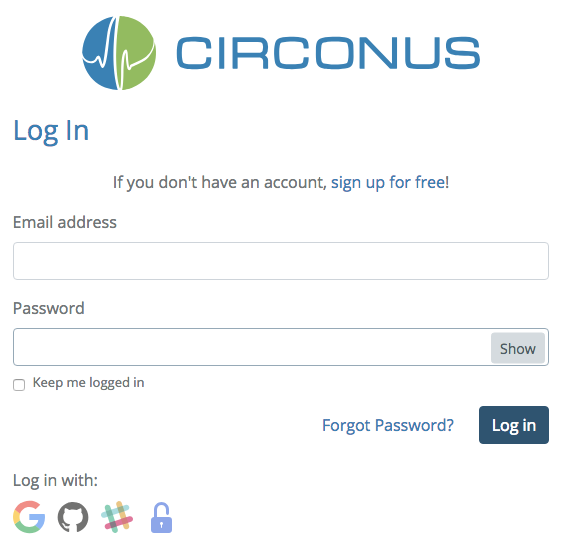 CIRCONUS
Log In
If you don't have an account, sign up for free!
Email address
Password
Show
Keep me logged in
Forgot Password? Log in
Log in with: